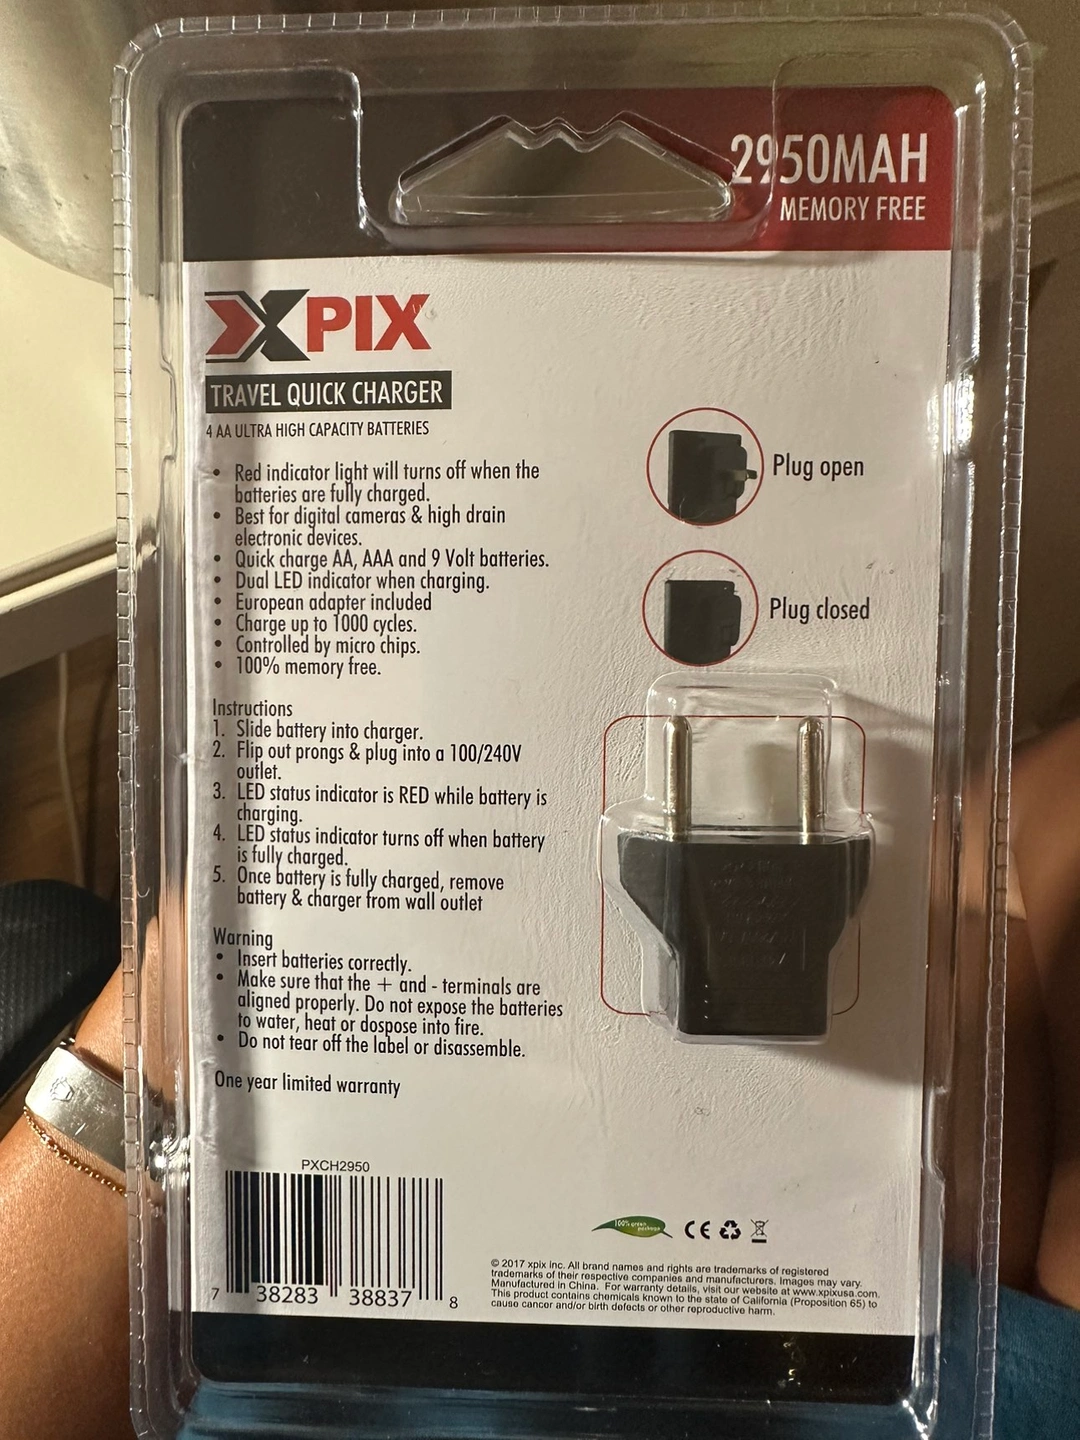 2950MAH
MEMORY FREE
XPIX
TRAVEL QUICK CHARGER
4 AA ULTRA HIGH CAPACITY BATTERIES
• Red indicator light will turns off when the
batteries are fully charged.
• Best for digital cameras & high drain
electronic devices.
• Quick charge AA, AAA and 9 Volt batteries.
• Dual LED indicator when charging.
• European adapter included
• Charge up to 1000 cycles.
• Controlled by micro chips.
• 100% memory free.
Plug open
Plug closed
Instructions
1. Slide battery into charger.
2. Flip out prongs & plug into a 100/240V
outlet.
3. LED status indicator is RED while battery is
charging.
4. LED status indicator turns off when battery
is fully charged.
5. Once battery is fully charged, remove
battery & charger from wall outlet
Warning
• Insert batteries correctly.
• Make sure that the + and - terminals are
aligned properly. Do not expose the batteries
to water, heat or dospose into fire.
• Do not tear off the label or disassemble.
One year limited warranty
PXCH2950
7 38283 38837 8
100% green
package
CE
© 2017 xpix inc. All brand names and rights are trademarks of registered
trademarks of their respective companies and manufacturers. Images may vary.
Manufactured in China. For warranty details, visit our website at www.xpixusa.com.
This product contains chemicals known to the state of California (Proposition 65) to
cause cancer and/or birth defects or other reproductive harm.